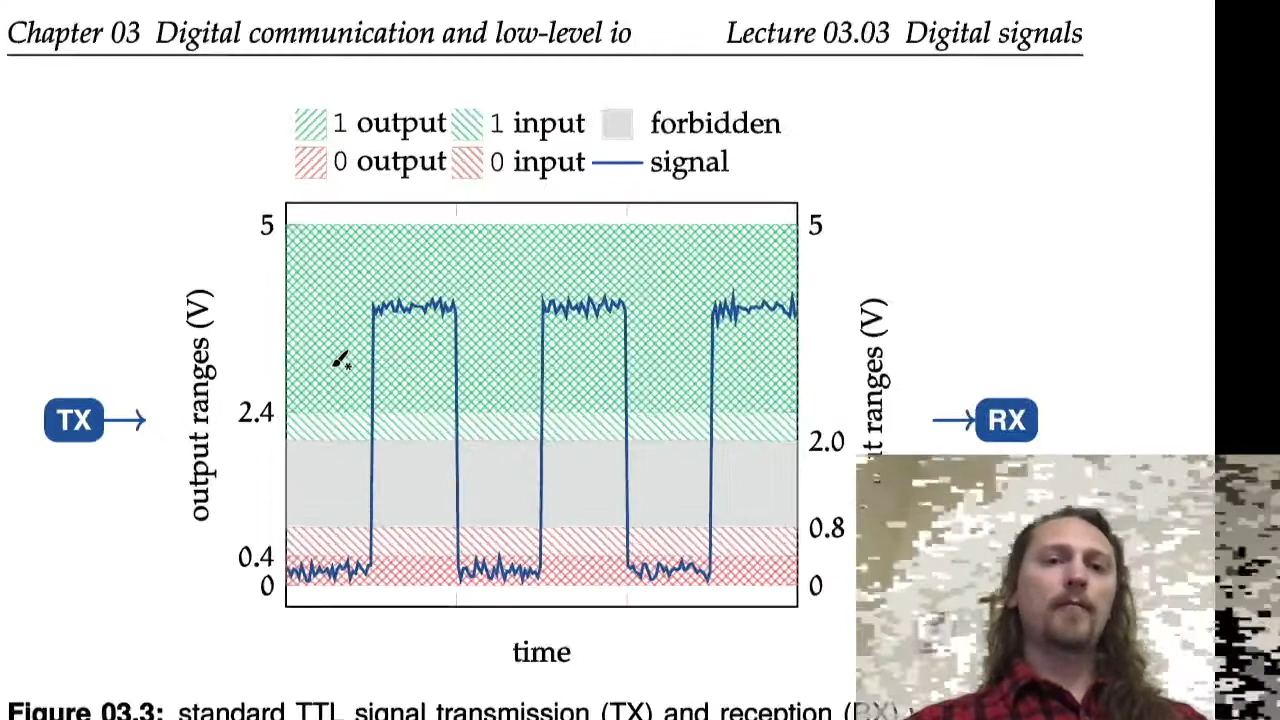 Chapter 03 Digital communication and low-level io Lecture 03.03 Digital signals
1 output 1 input forbidden
0 output 0 input signal
5 5
2.4
2.0
0.8
0.4
0 0
output ranges (V)
ranges (V)
TX
RX
time
Figure 03.3: standard TTL signal transmission (TX) and reception (RX)